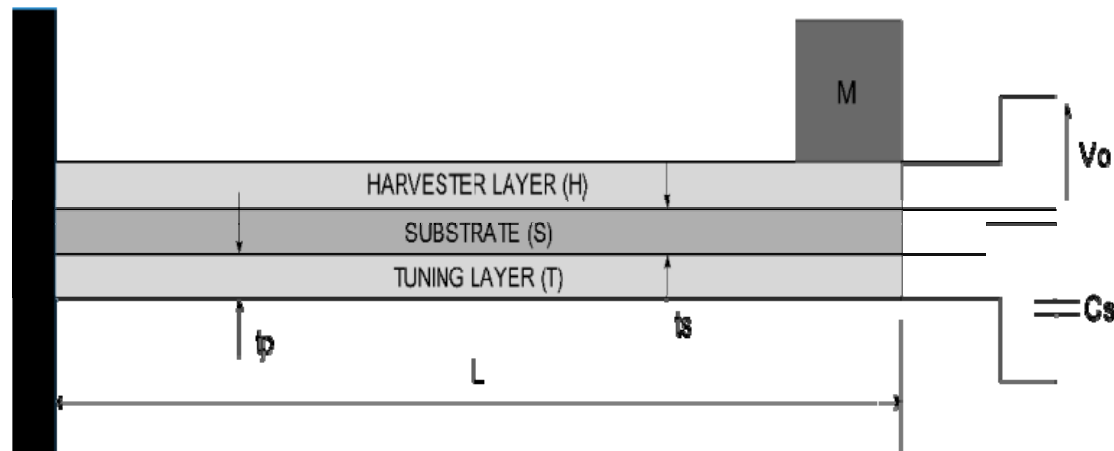 M
Vo
HARVESTER LAYER (H)
SUBSTRATE (S)
TUNING LAYER (T)
Cs
tp
ts
L